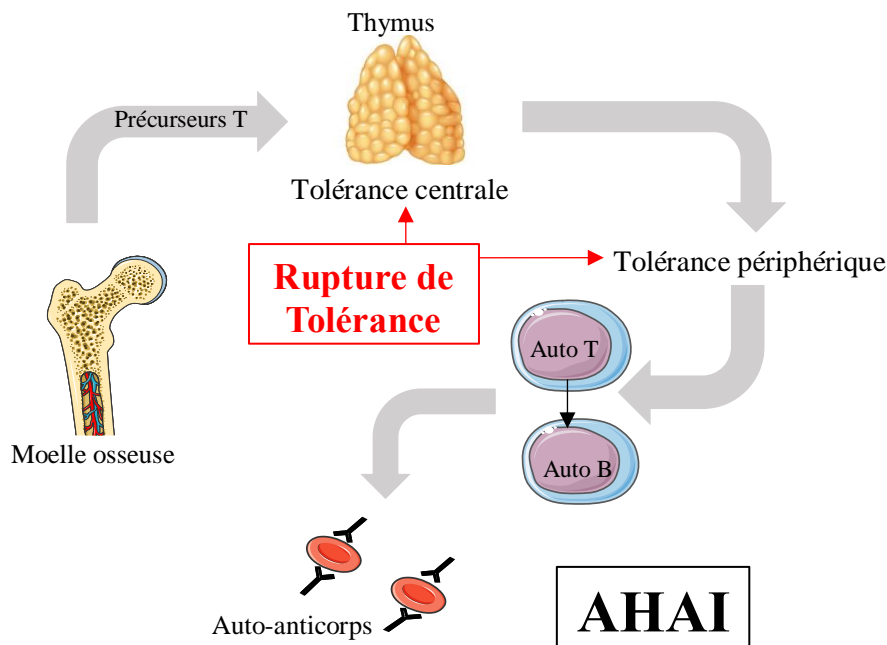 Thymus
Précurseurs T
Tolérance centrale
Rupture de
Tolérance
Tolérance périphérique
Auto T
Moelle osseuse
Auto B
Auto-anticorps
AHAI